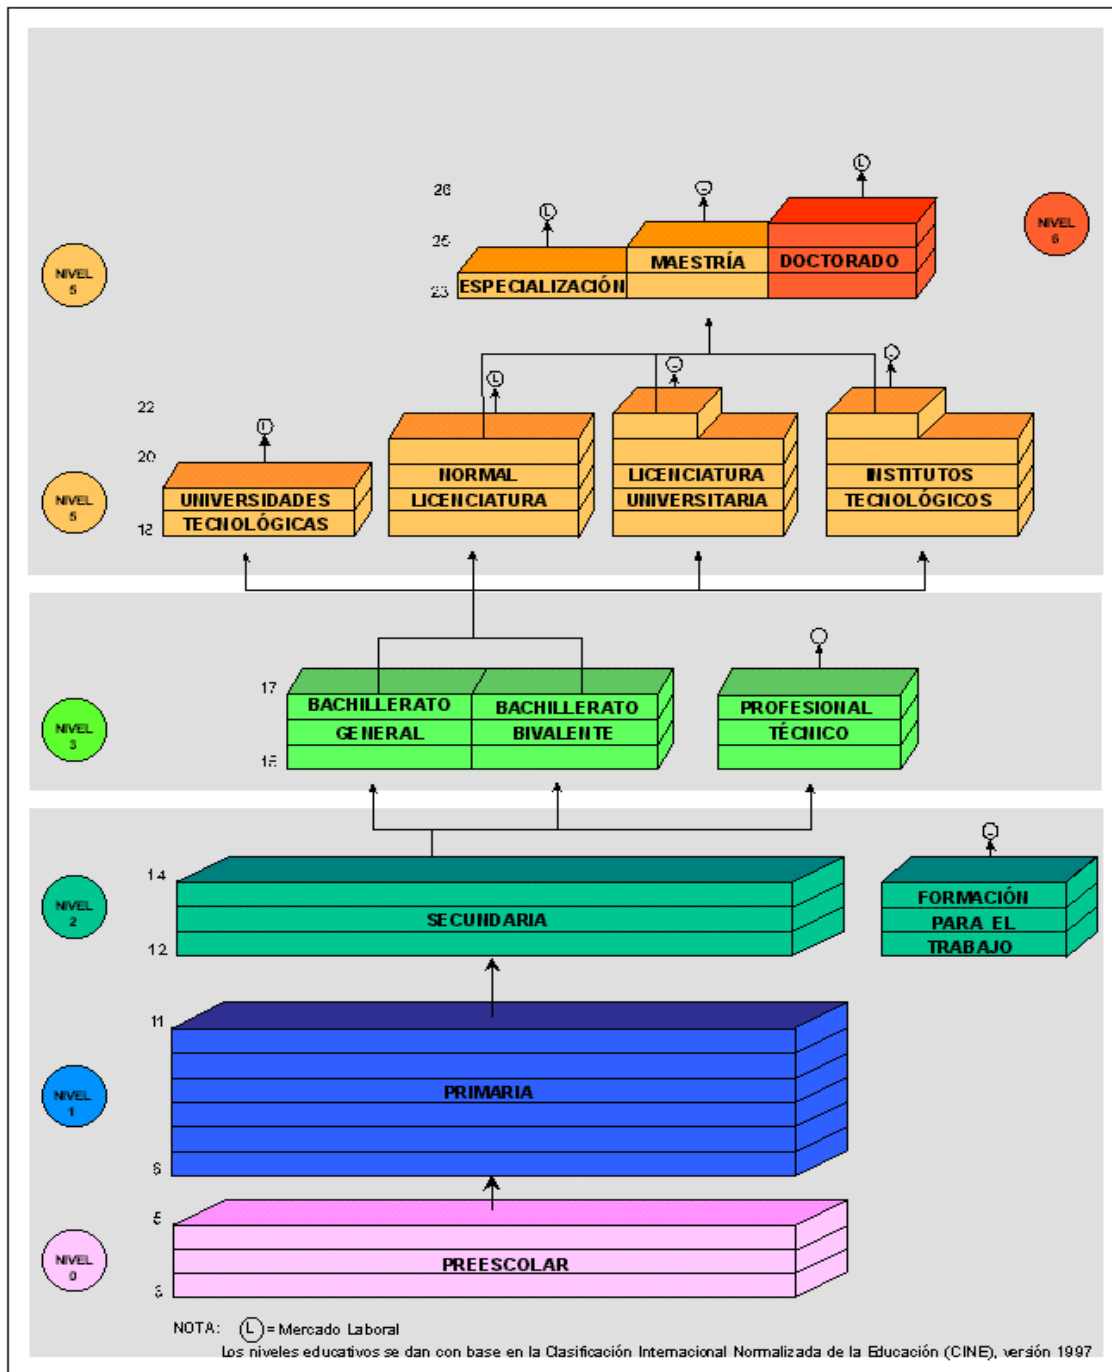 L
26
L
25
MAESTRÍA
DOCTORADO
NIVEL
6
NIVEL
5
23
ESPECIALIZACIÓN
L
22
L
20
NORMAL
LICENCIATURA
LICENCIATURA
UNIVERSITARIA
INSTITUTOS
TECNOLÓGICOS
NIVEL
5
UNIVERSIDADES
TECNOLÓGICAS
18
17
BACHILLERATO
GENERAL
BACHILLERATO
BIVALENTE
PROFESIONAL
TÉCNICO
NIVEL
3
15
14
FORMACIÓN
PARA EL
TRABAJO
NIVEL
2
SECUNDARIA
12
11
NIVEL
1
PRIMARIA
6
5
NIVEL
0
PREESCOLAR
3
NOTA: L = Mercado Laboral
Los niveles educativos se dan con base en la Clasificación Internacional Normalizada de la Educación (CINE), versión 1997